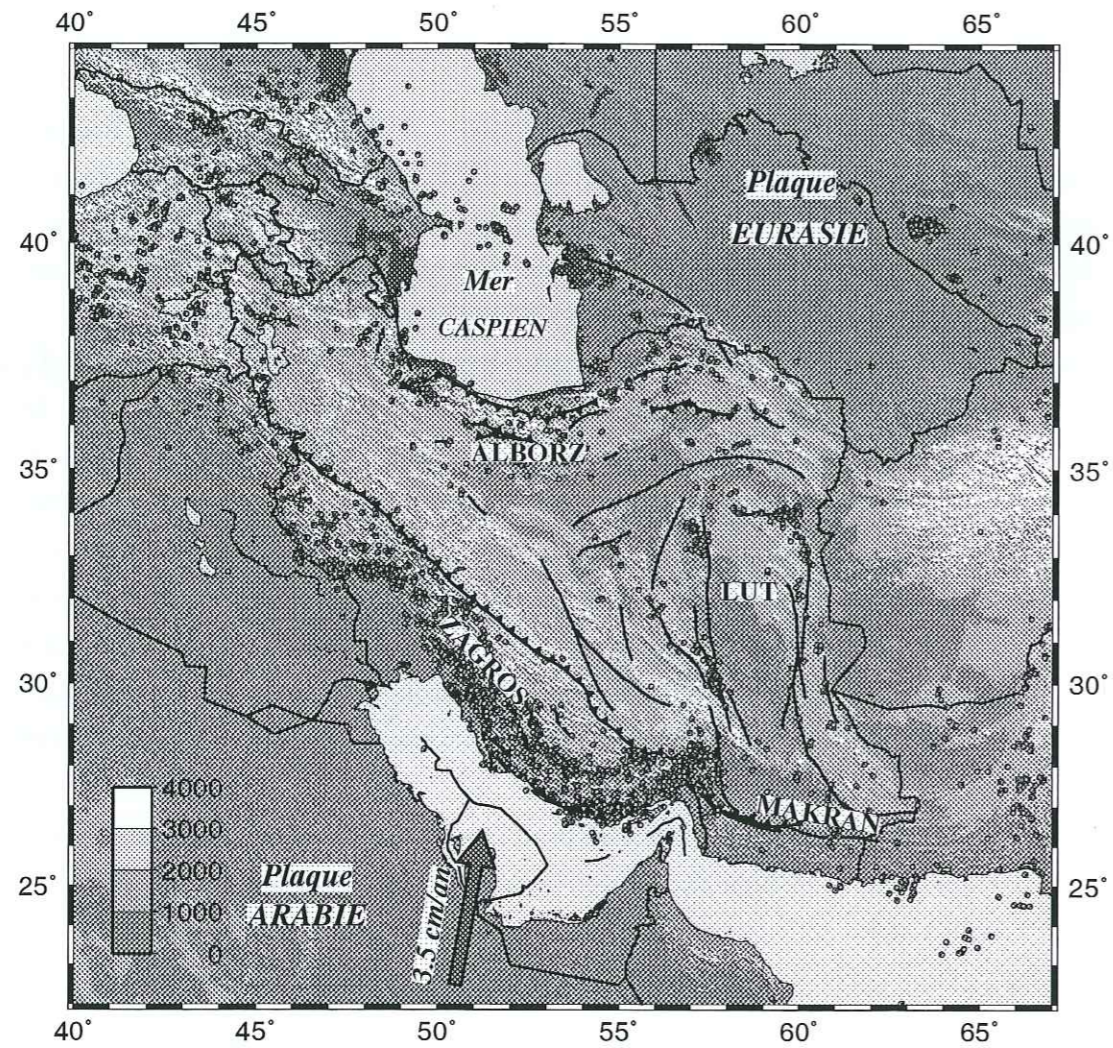 40° 45° 50° 55° 60° 65°
Plaque
EURASIE
40° 40°
Mer
CASPIEN
ALBORZ
35° 35°
LUT
ZAGROS
30° 30°
4000
3000
2000
1000
0
MAKRAN
Plaque
ARABIE
3.5 cm/an
25° 25°
40° 45° 50° 55° 60° 65°